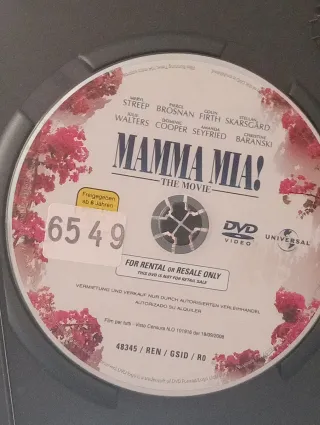 MERYL STREEP PIERCE BROSNAN COLIN FIRTH STELLAN SKARSGÅRD
JULIE WALTERS DOMINIC COOPER AMANDA SEYFRIED CHRISTINE BARANSKI
MAMMA MIA!
THE MOVIE
Freigegeben
ab 6 Jahren
6549
DVD
VIDEO
UNIVERSAL
FOR RENTAL OR RESALE ONLY
THIS DVD IS NOT FOR RETAIL SALE
VERMIETUNG UND VERLEIH NUR DURCH AUTORISIERTEN VERLEIHHANDEL
AUTORIZADO SU ALQUILER
48345 / REN / GSID / R0